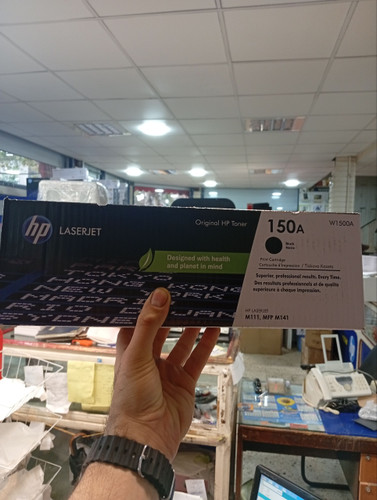 hp
LASERJET
Original HP Toner
150A
W1500A
Black
Print Cartridge
Designed with health
and planet in mind
Superior, professional results. Every Time.
Des résultats professionnels et de qualité
supérieure à chaque impression.
HP LASERJET
M111, MFP M141